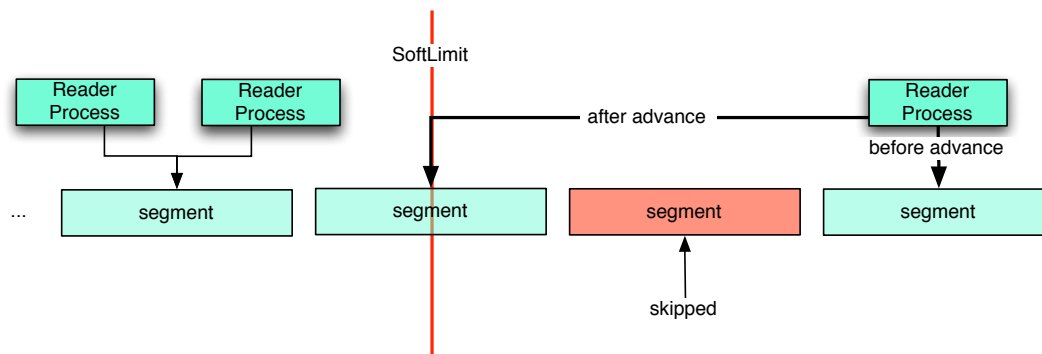 SoftLimit
Reader
Process
Reader
Process
Reader
Process
after advance
before advance
...
segment
segment
segment
segment
skipped